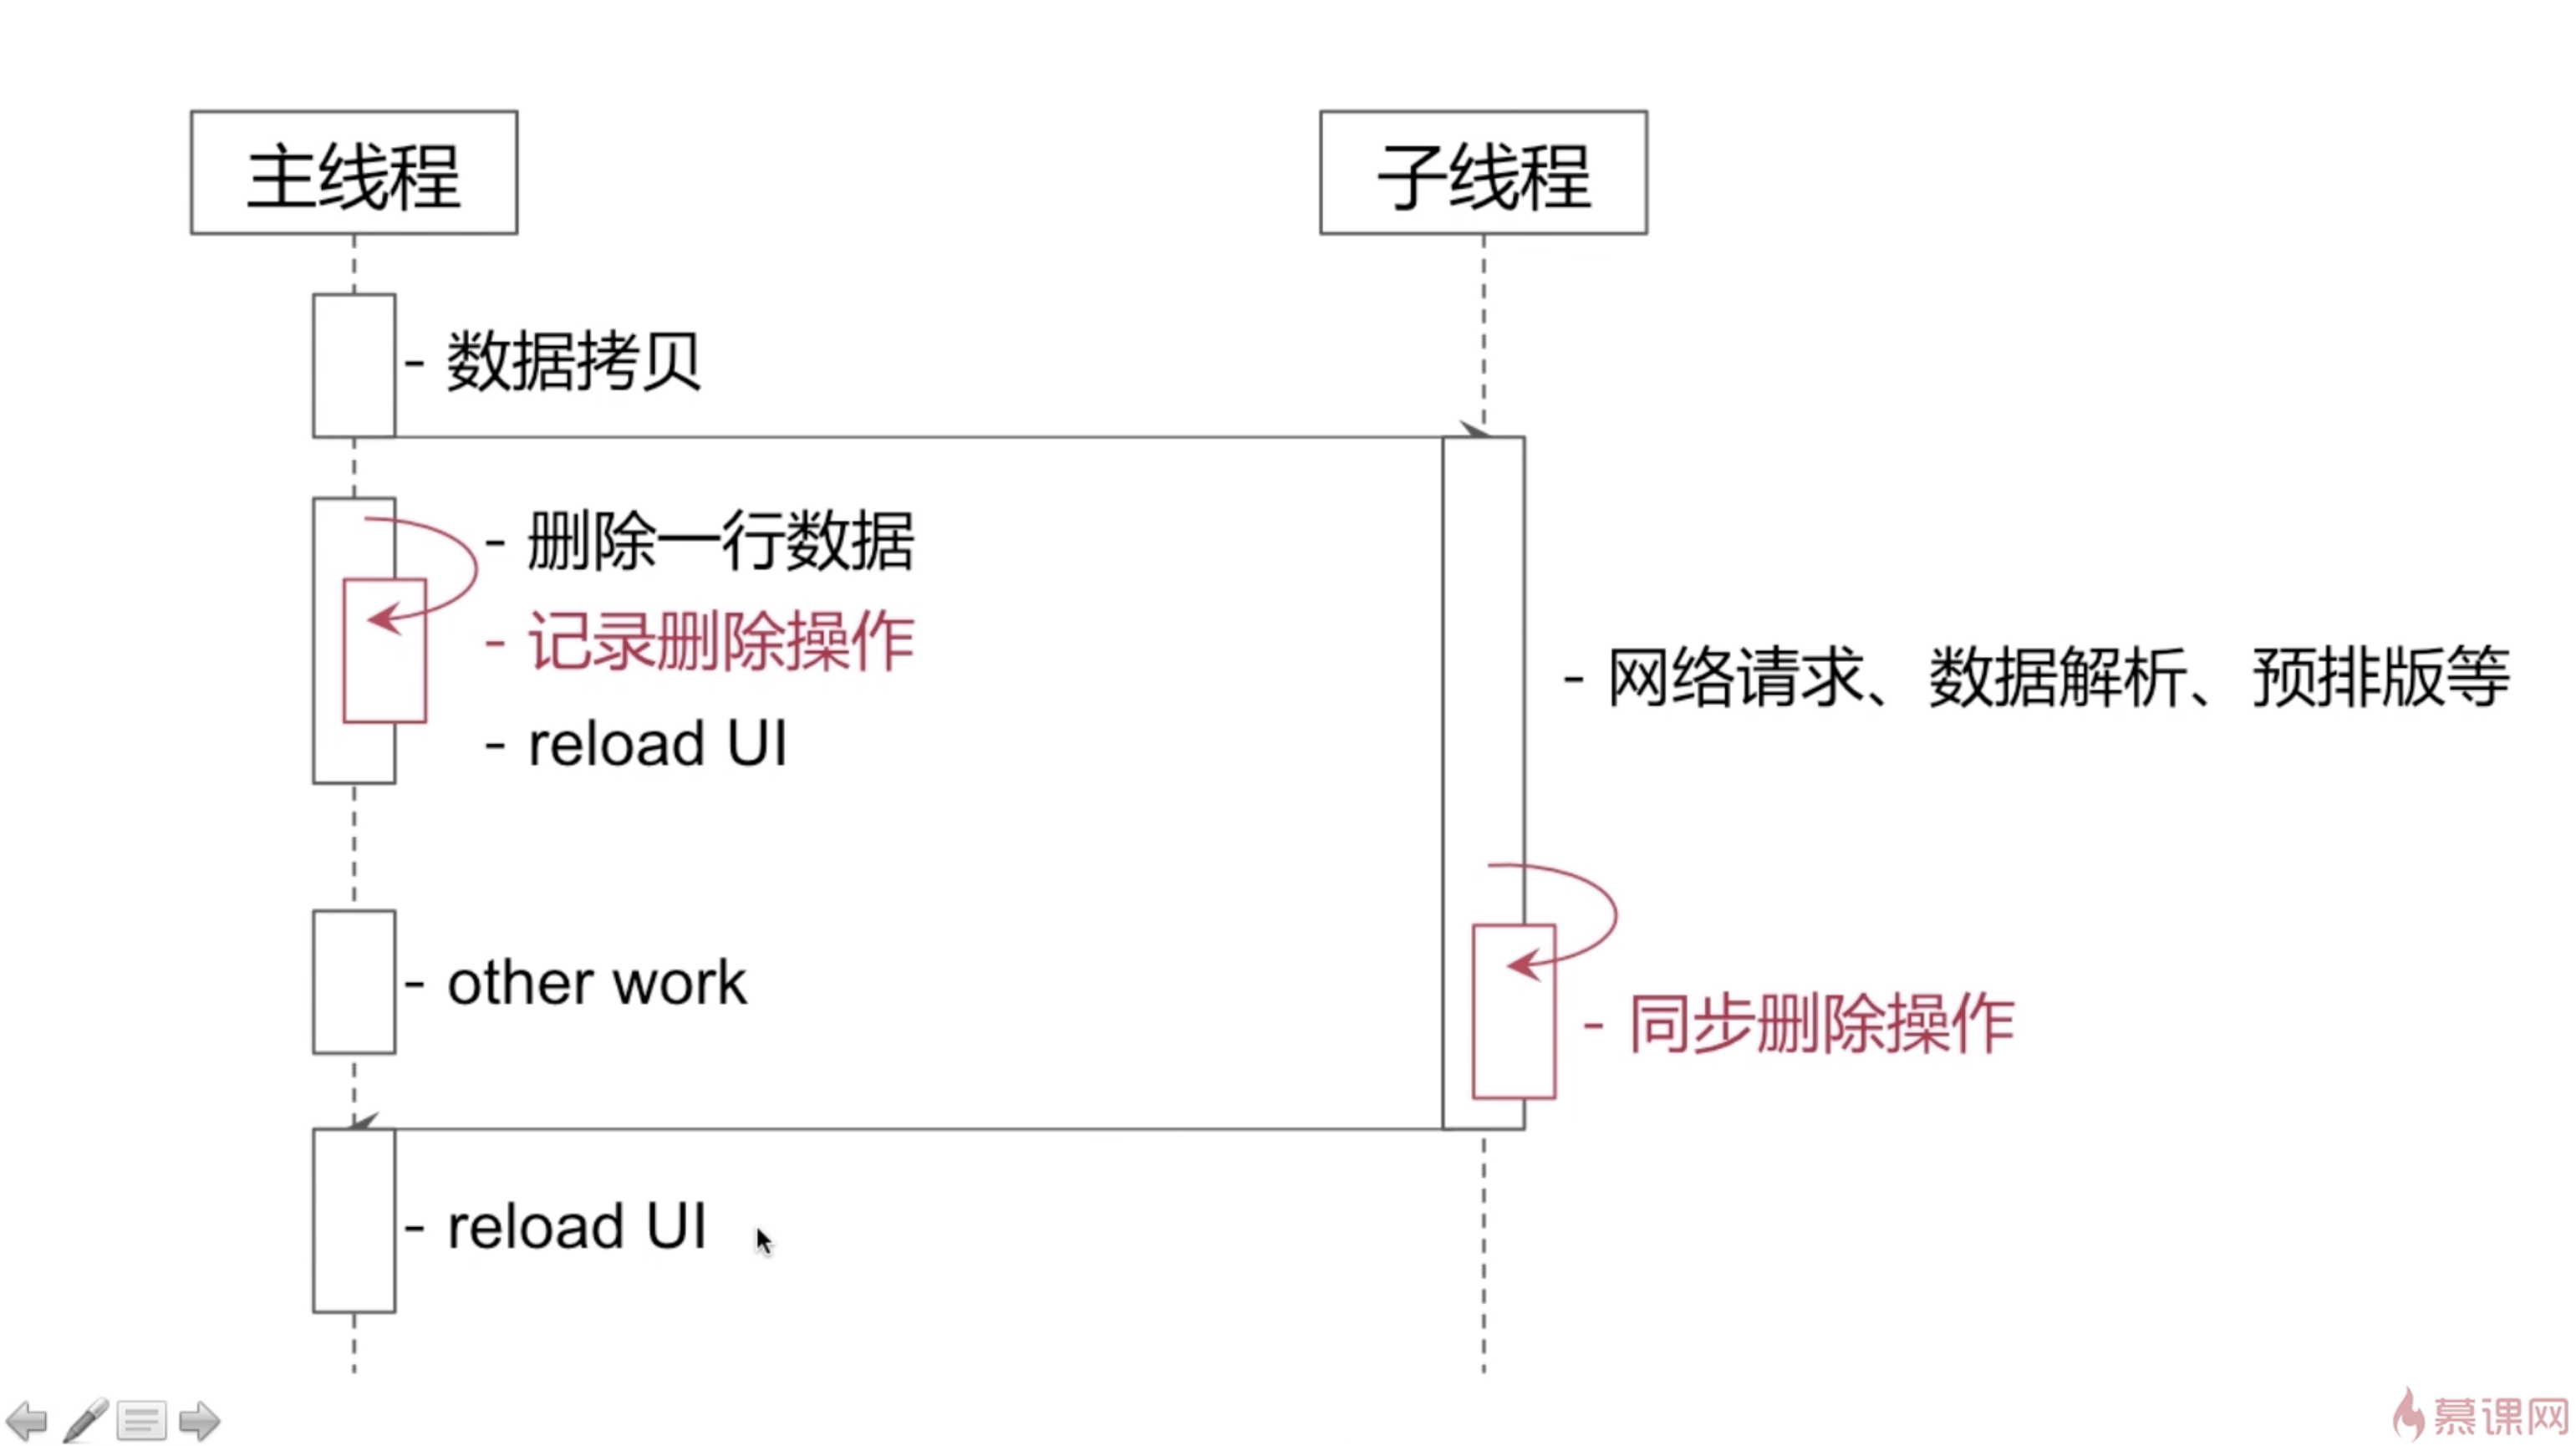 主线程
子线程
- 数据拷贝
- 删除一行数据
- 记录删除操作
- reload UI
- 网络请求、数据解析、预排版等
- other work
- 同步删除操作
- reload UI
慕课网